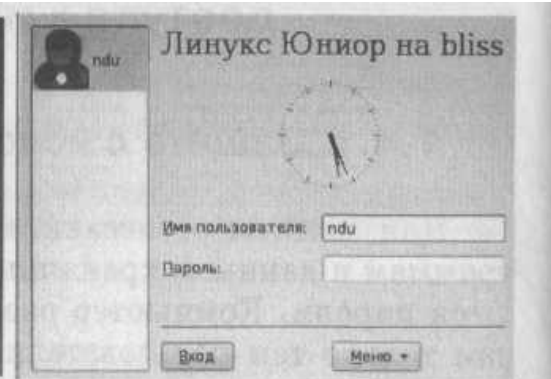 ndu
Линукс Юниор на bliss
Имя пользователя: ndu
Пароль:
Вход
Меню